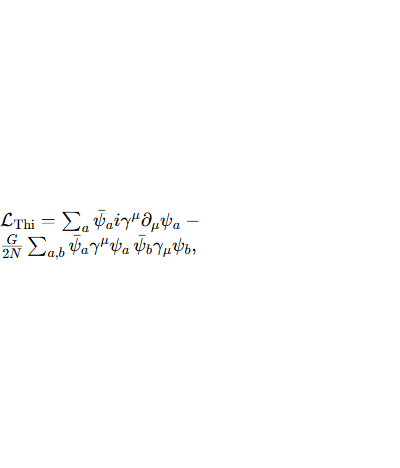 ℒ_Thi = ∑_a ψ̄_a iγ^μ ∂_μ ψ_a −
G/2N ∑_{a,b} ψ̄_a γ^μ ψ_a ψ̄_b γ_μ ψ_b,